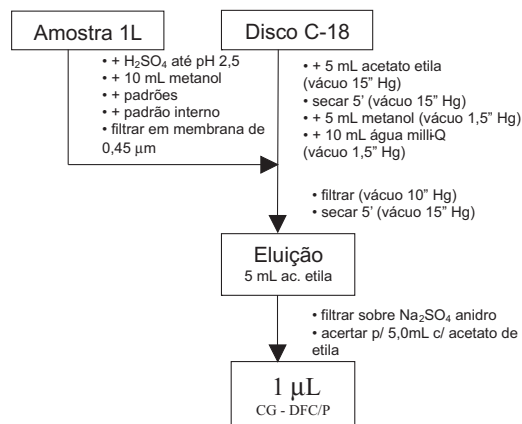 Amostra 1L
• + H₂SO₄ até pH 2,5
• + 10 mL metanol
• + padrões
• + padrão interno
• filtrar em membrana de
0,45 μm
Disco C-18
• + 5 mL acetato etila
(vácuo 15” Hg)
• secar 5’ (vácuo 15” Hg)
• + 5 mL metanol (vácuo 1,5” Hg)
• + 10 mL água milli-Q
(vácuo 1,5” Hg)
• filtrar (vácuo 10” Hg)
• secar 5’ (vácuo 15” Hg)
Eluição
5 mL ac. etila
• filtrar sobre Na₂SO₄ anidro
• acertar p/ 5,0mL c/ acetato de
etila
1 μL
CG - DFC/P